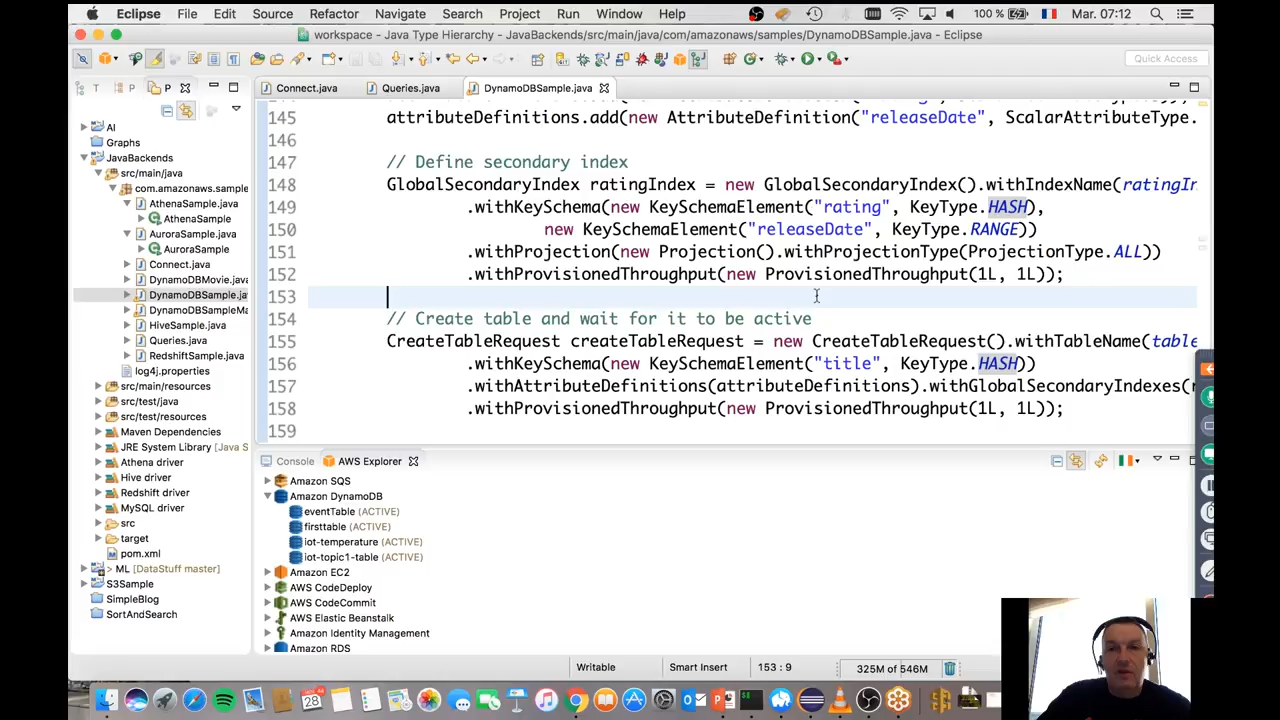 Eclipse File Edit Source Refactor Navigate Search Project Run Window Help 100 % Mar. 07:12
workspace - Java Type Hierarchy - JavaBackends/src/main/java/com/amazonaws/samples/DynamoDBSample.java - Eclipse
Quick Access
T P P
Connect.java Queries.java DynamoDBSample.java
AI
Graphs
JavaBackends
src/main/java
com.amazonaws.sample
AthenaSample.java
AthenaSample
AuroraSample.java
AuroraSample
Connect.java
DynamoDBMovie.java
DynamoDBSample.ja
DynamoDBSampleMa
HiveSample.java
Queries.java
RedshiftSample.java
log4j.properties
src/main/resources
src/test/java
src/test/resources
Maven Dependencies
JRE System Library [Java S
Athena driver
Hive driver
Redshift driver
MySQL driver
src
target
pom.xml
> ML [DataStuff master]
S3Sample
SimpleBlog
SortAndSearch
145 attributeDefinitions.add(new AttributeDefinition("releaseDate", ScalarAttributeType.
146
147 // Define secondary index
148 GlobalSecondaryIndex ratingIndex = new GlobalSecondaryIndex().withIndexName(ratingIn
149 .withKeySchema(new KeySchemaElement("rating", KeyType.HASH),
150 new KeySchemaElement("releaseDate", KeyType.RANGE))
151 .withProjection(new Projection().withProjectionType(ProjectionType.ALL))
152 .withProvisionedThroughput(new ProvisionedThroughput(1L, 1L));
153
154 // Create table and wait for it to be active
155 CreateTableRequest createTableRequest = new CreateTableRequest().withTableName(table
156 .withKeySchema(new KeySchemaElement("title", KeyType.HASH))
157 .withAttributeDefinitions(attributeDefinitions).withGlobalSecondaryIndexes(
158 .withProvisionedThroughput(new ProvisionedThroughput(1L, 1L));
159
Console AWS Explorer
Amazon SQS
Amazon DynamoDB
eventTable (ACTIVE)
firsttable (ACTIVE)
iot-temperature (ACTIVE)
iot-topic1-table (ACTIVE)
Amazon EC2
AWS CodeDeploy
AWS CodeCommit
AWS Elastic Beanstalk
Amazon Identity Management
Amazon RDS
Writable Smart Insert 153 : 9 325M of 546M
28